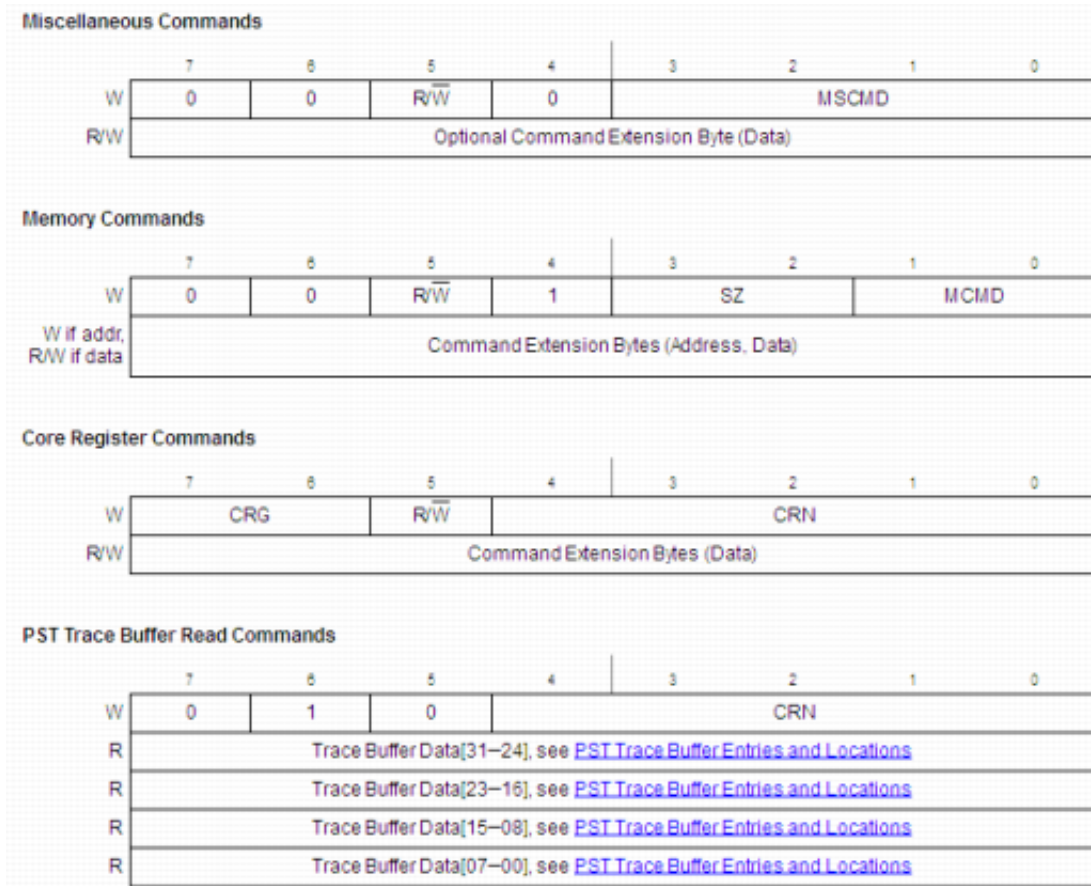 Miscellaneous Commands
7 6 5 4 3 2 1 0
W 0 0 R/W 0 MSCMD
R/W Optional Command Extension Byte (Data)
Memory Commands
7 6 5 4 3 2 1 0
W 0 0 R/W 1 SZ MCMD
W if addr,
R/W if data Command Extension Bytes (Address, Data)
Core Register Commands
7 6 5 4 3 2 1 0
W CRG R/W CRN
R/W Command Extension Bytes (Data)
PST Trace Buffer Read Commands
7 6 5 4 3 2 1 0
W 0 1 0 CRN
R Trace Buffer Data[31—24], see PST Trace Buffer Entries and Locations
R Trace Buffer Data[23—16], see PST Trace Buffer Entries and Locations
R Trace Buffer Data[15—08], see PST Trace Buffer Entries and Locations
R Trace Buffer Data[07—00], see PST Trace Buffer Entries and Locations